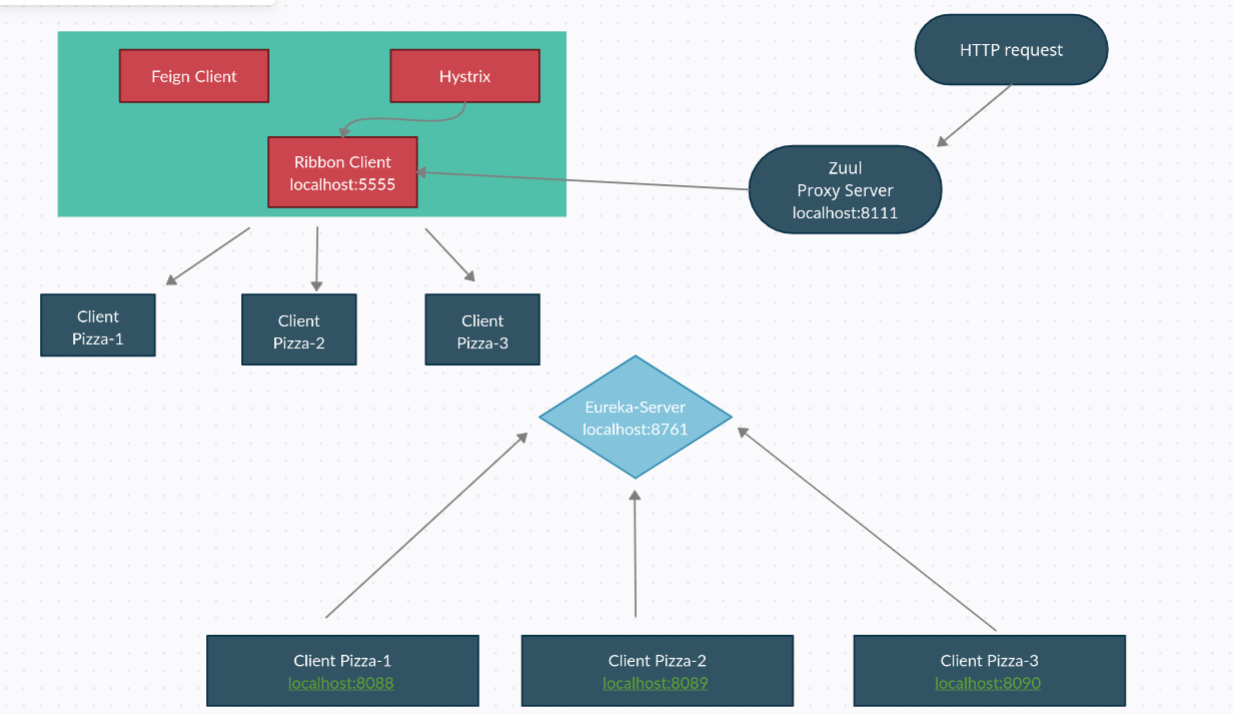 HTTP request
Feign Client
Hystrix
Ribbon Client
localhost:5555
Zuul
Proxy Server
localhost:8111
Client
Pizza-1
Client
Pizza-2
Client
Pizza-3
Eureka-Server
localhost:8761
Client Pizza-1
localhost:8088
Client Pizza-2
localhost:8089
Client Pizza-3
localhost:8090